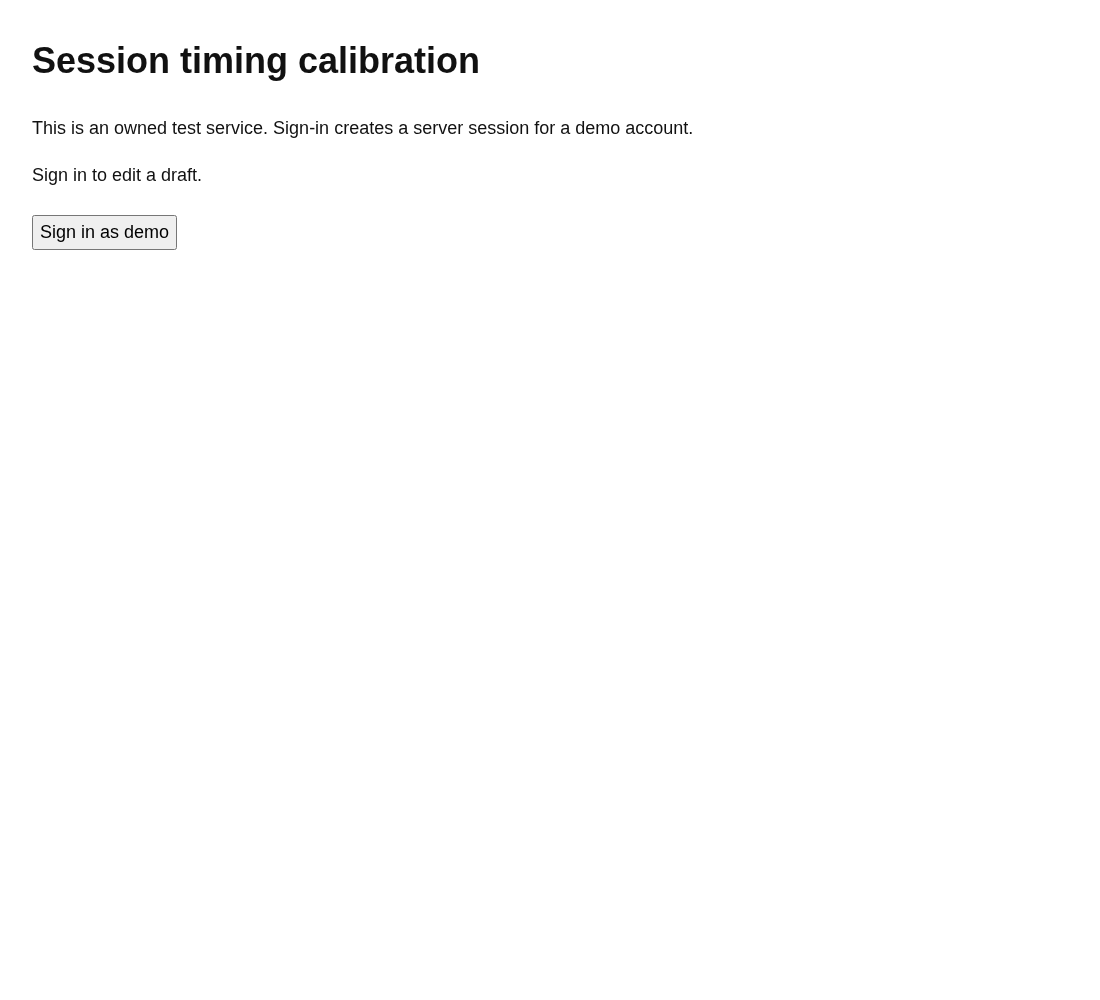 Session timing calibration
This is an owned test service. Sign-in creates a server session for a demo account.
Sign in to edit a draft.
Sign in as demo